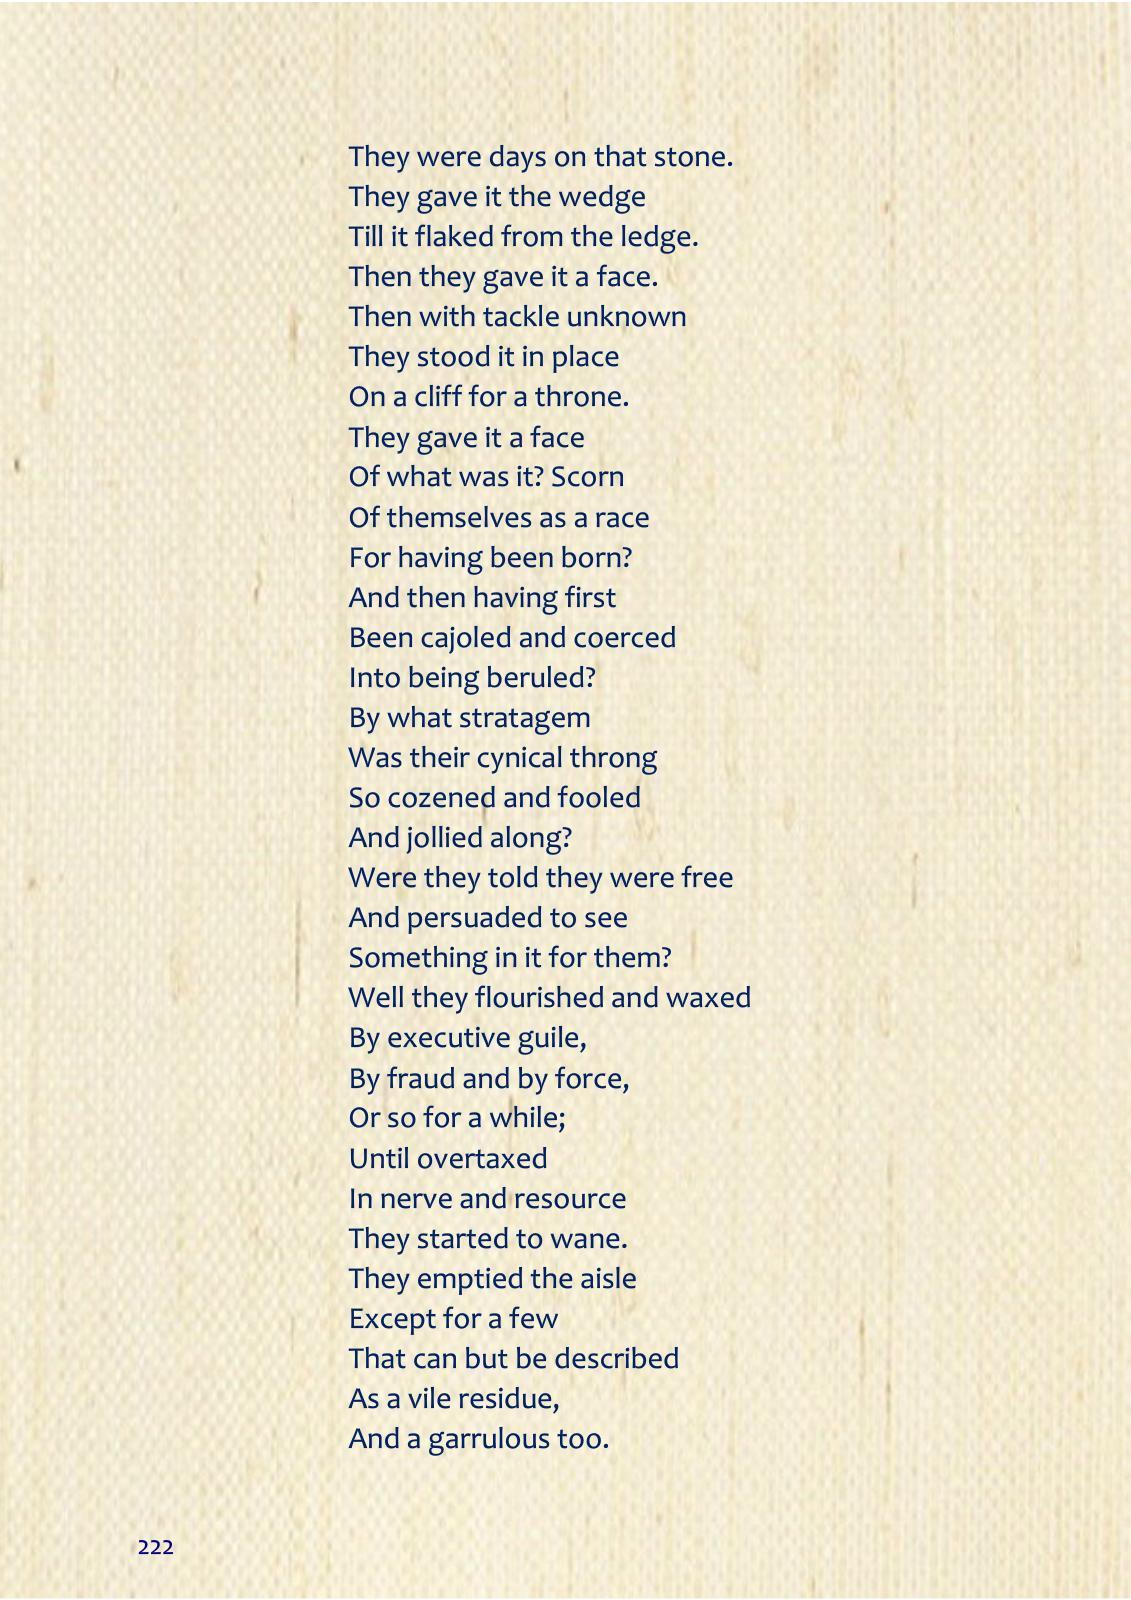 They were days on that stone.
They gave it the wedge
Till it flaked from the ledge.
Then they gave it a face.
Then with tackle unknown
They stood it in place
On a cliff for a throne.
They gave it a face
Of what was it? Scorn
Of themselves as a race
For having been born?
And then having first
Been cajoled and coerced
Into being beruled?
By what stratagem
Was their cynical throng
So cozened and fooled
And jollied along?
Were they told they were free
And persuaded to see
Something in it for them?
Well they flourished and waxed
By executive guile,
By fraud and by force,
Or so for a while;
Until overtaxed
In nerve and resource
They started to wane.
They emptied the aisle
Except for a few
That can but be described
As a vile residue,
And a garrulous too.
222